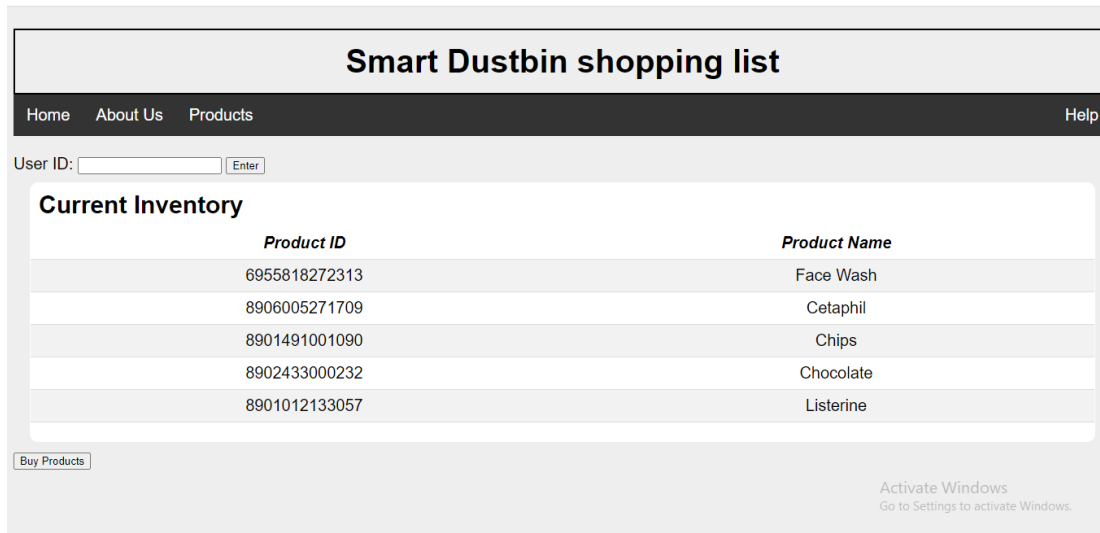 Smart Dustbin shopping list
Home About Us Products Help
User ID: Enter
Current Inventory
Product ID Product Name
6955818272313 Face Wash
8906005271709 Cetaphil
8901491001090 Chips
8902433000232 Chocolate
8901012133057 Listerine
Buy Products
Activate Windows
Go to Settings to activate Windows.